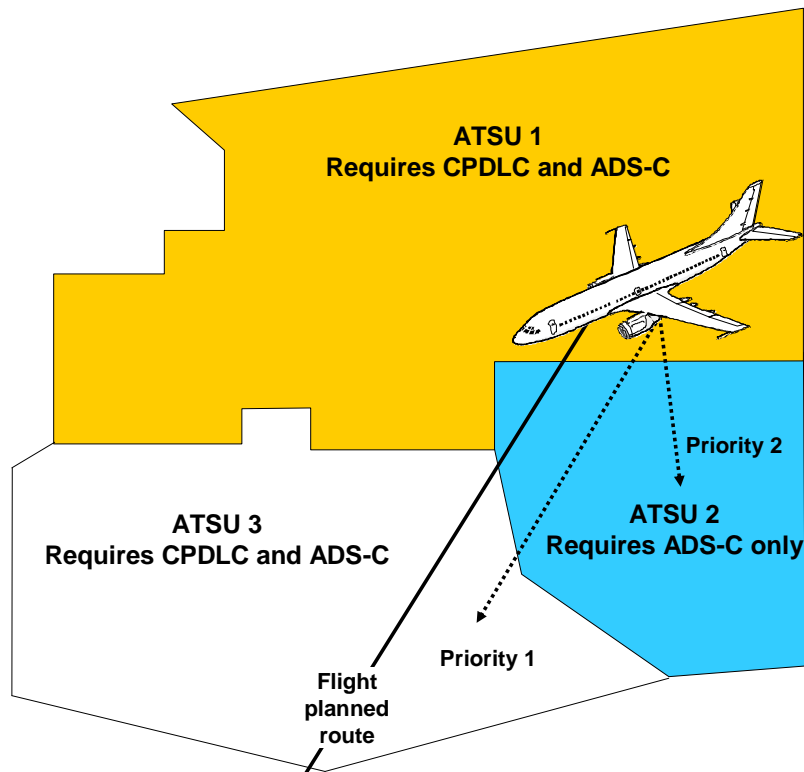 ATSU 1
Requires CPDLC and ADS-C
Priority 2
ATSU 3
Requires CPDLC and ADS-C
ATSU 2
Requires ADS-C only
Priority 1
Flight
planned
route